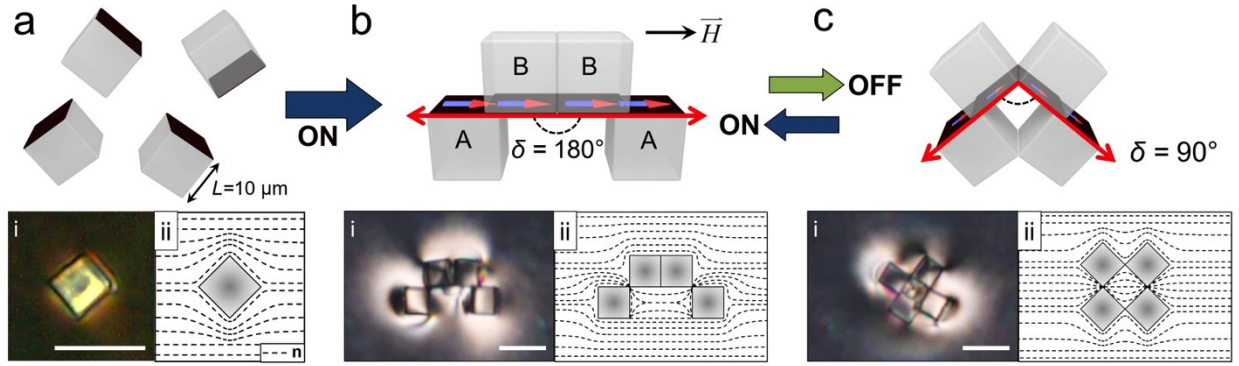 a
b
c
H
B B
A A
δ = 180°
ON
OFF
ON
δ = 90°
L=10 µm
i
ii
n
i
ii
i
ii